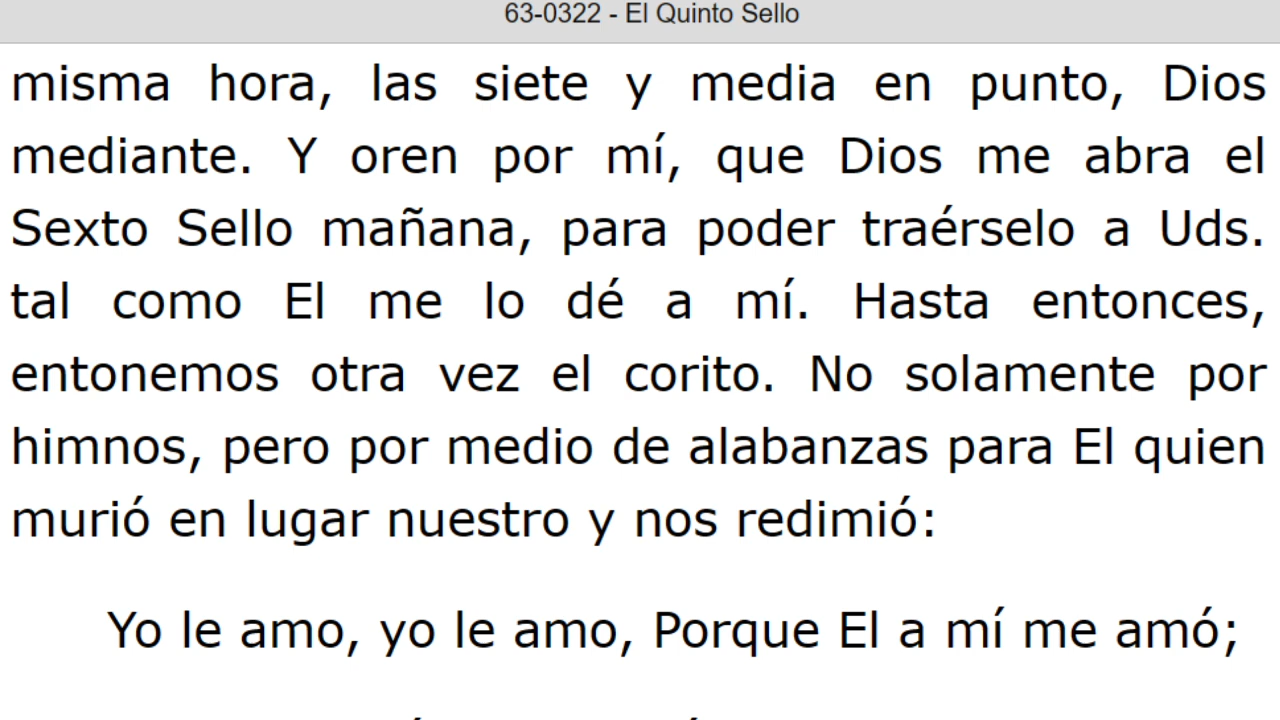 63-0322 - El Quinto Sello
misma hora, las siete y media en punto, Dios
mediante. Y oren por mí, que Dios me abra el
Sexto Sello mañana, para poder traérselo a Uds.
tal como El me lo dé a mí. Hasta entonces,
entonemos otra vez el corito. No solamente por
himnos, pero por medio de alabanzas para El quien
murió en lugar nuestro y nos redimió:
Yo le amo, yo le amo, Porque El a mí me amó;